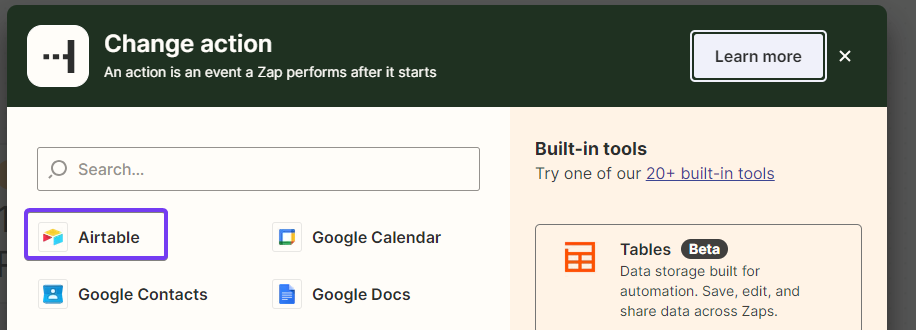 Change action
An action is an event a Zap performs after it starts
Learn more
Search...
Airtable
Google Calendar
Google Contacts
Google Docs
Built-in tools
Try one of our 20+ built-in tools
Tables Beta
Data storage built for
automation. Save, edit, and
share data across Zaps.